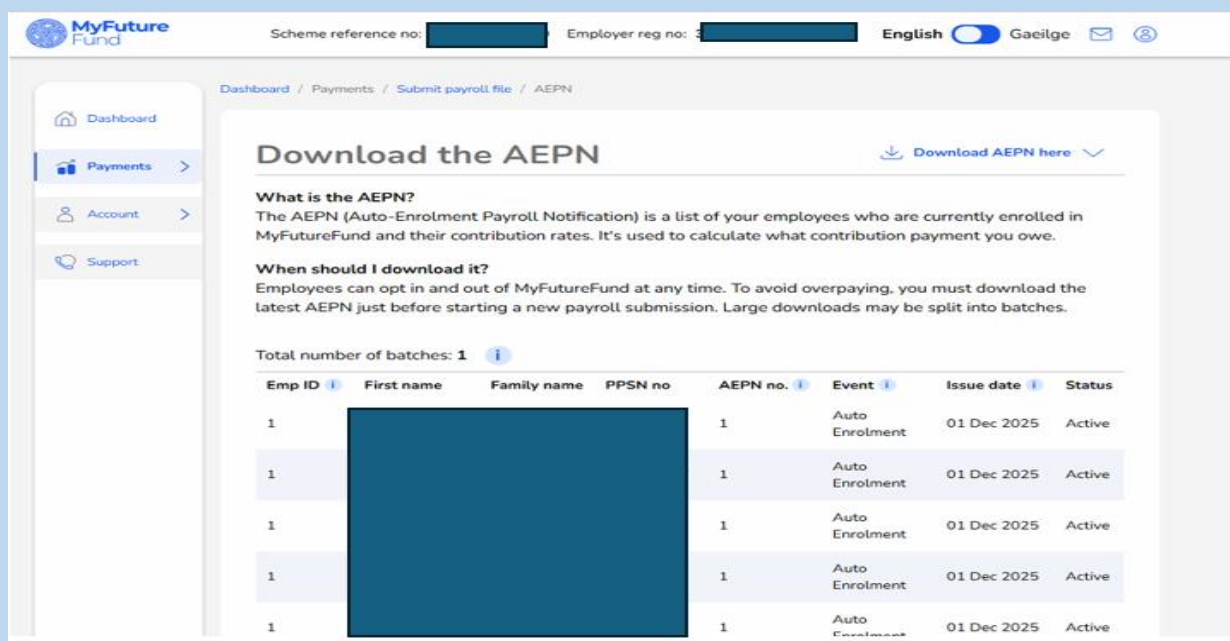 MyFuture
Fund
Scheme reference no:
Employer reg no:
English
Gaeilge
Dashboard / Payments / Submit payroll file / AEPN
Dashboard
Payments
Account
Support
Download the AEPN
Download AEPN here
What is the AEPN?
The AEPN (Auto-Enrolment Payroll Notification) is a list of your employees who are currently enrolled in
MyFutureFund and their contribution rates. It's used to calculate what contribution payment you owe.
When should I download it?
Employees can opt in and out of MyFutureFund at any time. To avoid overpaying, you must download the
latest AEPN just before starting a new payroll submission. Large downloads may be split into batches.
Total number of batches: 1
Emp ID First name Family name PPSN no AEPN no. Event Issue date Status
1 1 Auto Enrolment 01 Dec 2025 Active
1 1 Auto Enrolment 01 Dec 2025 Active
1 1 Auto Enrolment 01 Dec 2025 Active
1 1 Auto Enrolment 01 Dec 2025 Active
1 1 Auto Enrolment 01 Dec 2025 Active